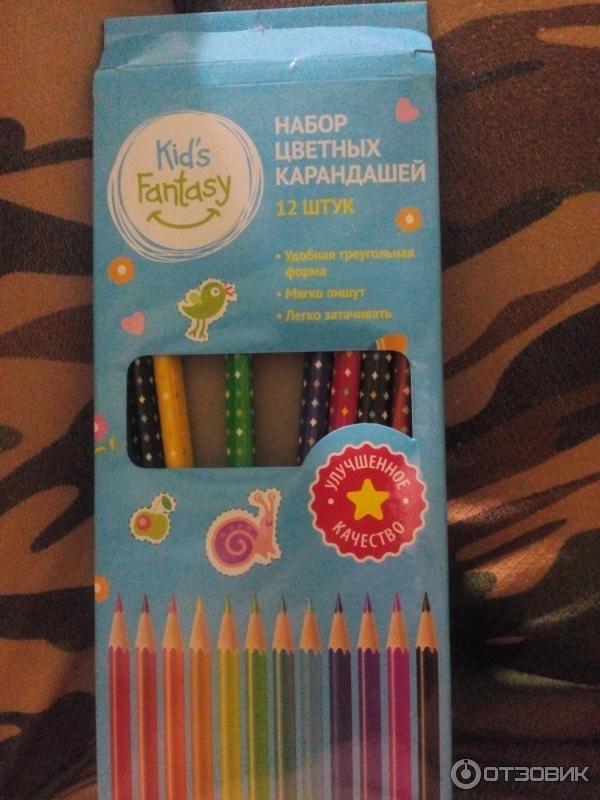 Kid's
Fantasy
НАБОР
ЦВЕТНЫХ
КАРАНДАШЕЙ
12 ШТУК
• Удобная треугольная
форма
• Мягко пишут
• Легко затачивать
• УЛУЧШЕННОЕ •
КАЧЕСТВО
ОТЗОВИК